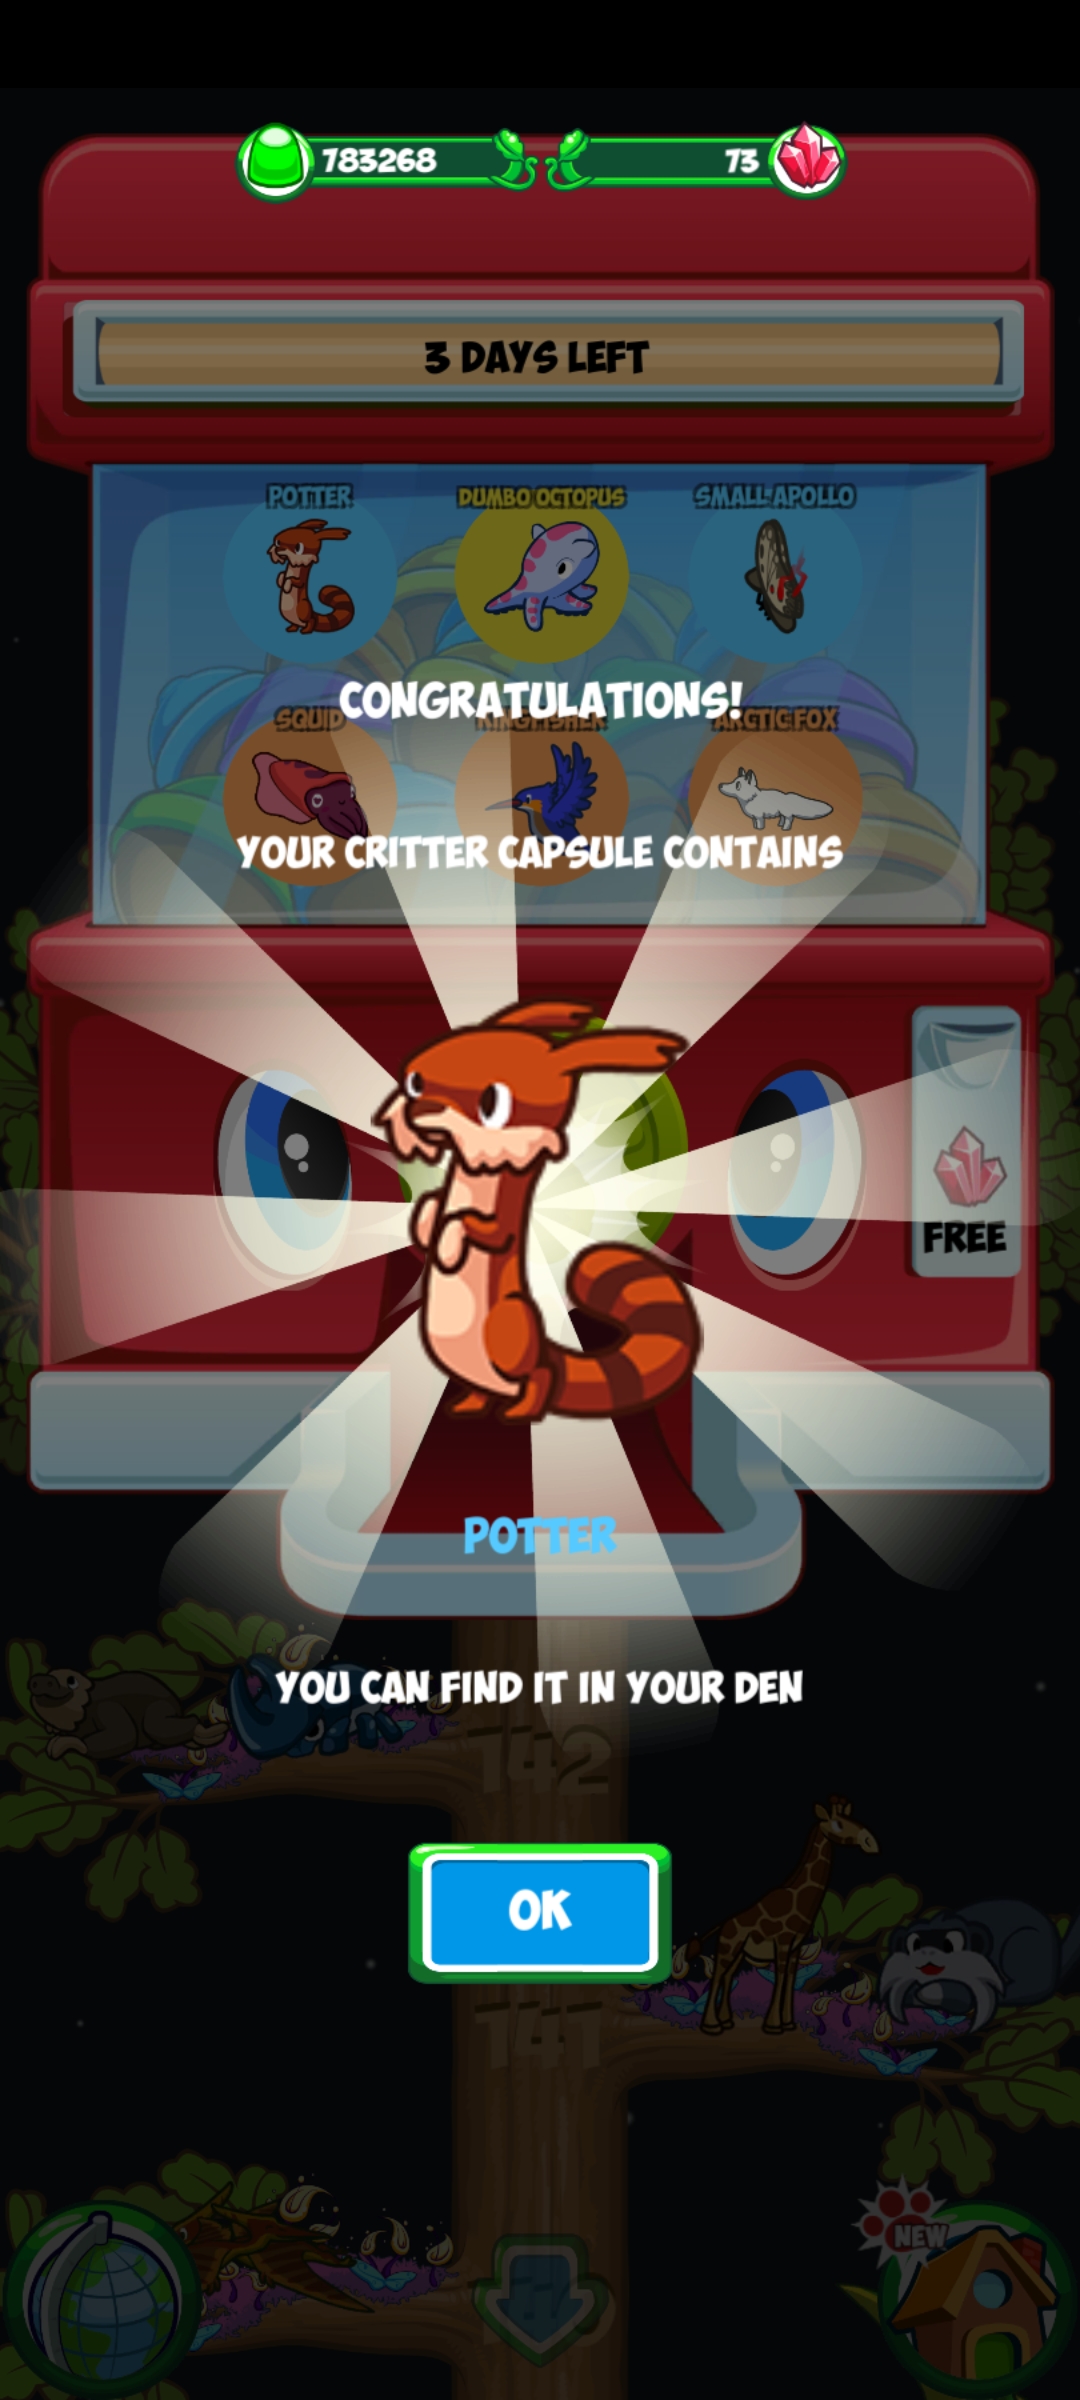 783268
73
3 DAYS LEFT
POTTER
DUMBO OCTOPUS
SMALL APOLLO
CONGRATULATIONS!
SQUID
KINGFISHER
ARCTIC FOX
YOUR CRITTER CAPSULE CONTAINS
FREE
POTTER
YOU CAN FIND IT IN YOUR DEN
142
OK
141
NEW